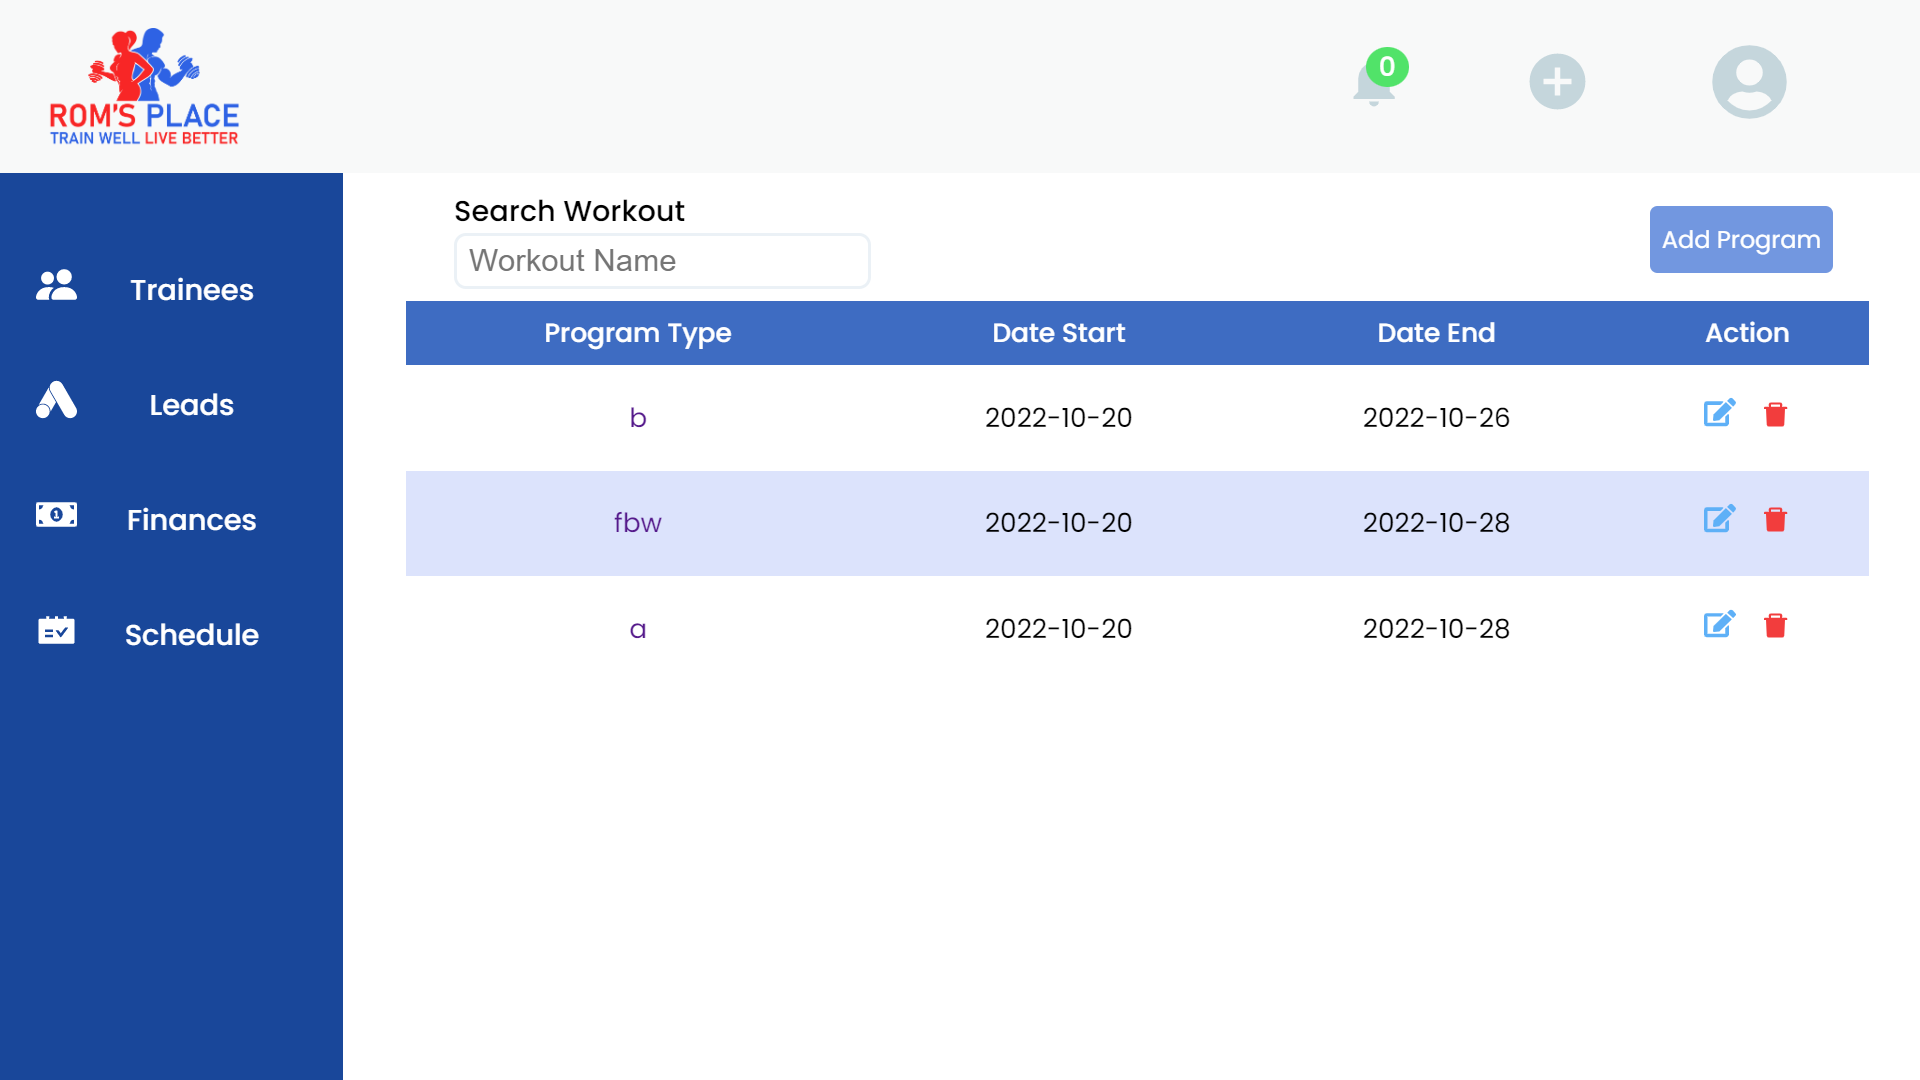 ROM'S PLACE
TRAIN WELL LIVE BETTER
0
Trainees
Leads
Finances
1
Schedule
Search Workout
Workout Name
Add Program
Program Type Date Start Date End Action
b 2022-10-20 2022-10-26
fbw 2022-10-20 2022-10-28
a 2022-10-20 2022-10-28